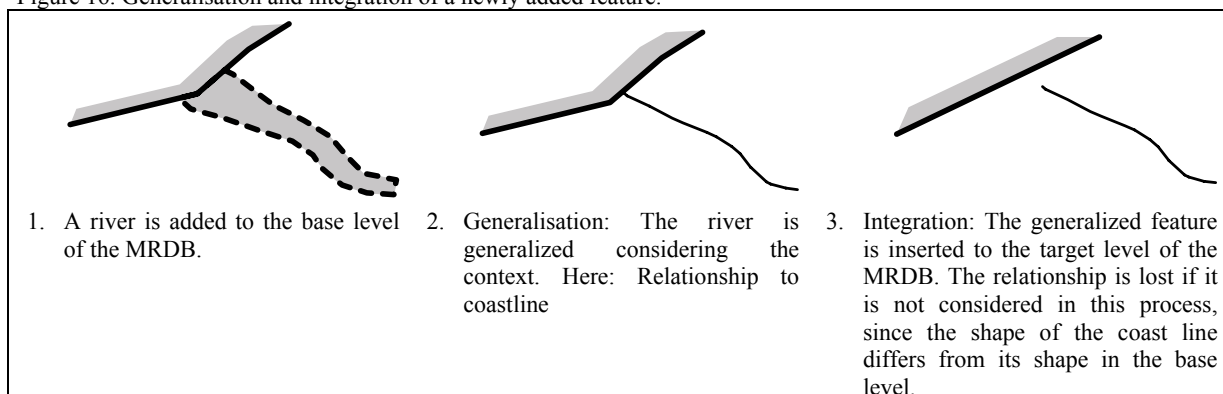 Figure 10. Generalisation and integration of a newly added feature.
1. A river is added to the base level
of the MRDB.
2. Generalisation: The river is
generalized considering the
context. Here: Relationship to
coastline
3. Integration: The generalized feature
is inserted to the target level of the
MRDB. The relationship is lost if it
is not considered in this process,
since the shape of the coast line
differs from its shape in the base
level.